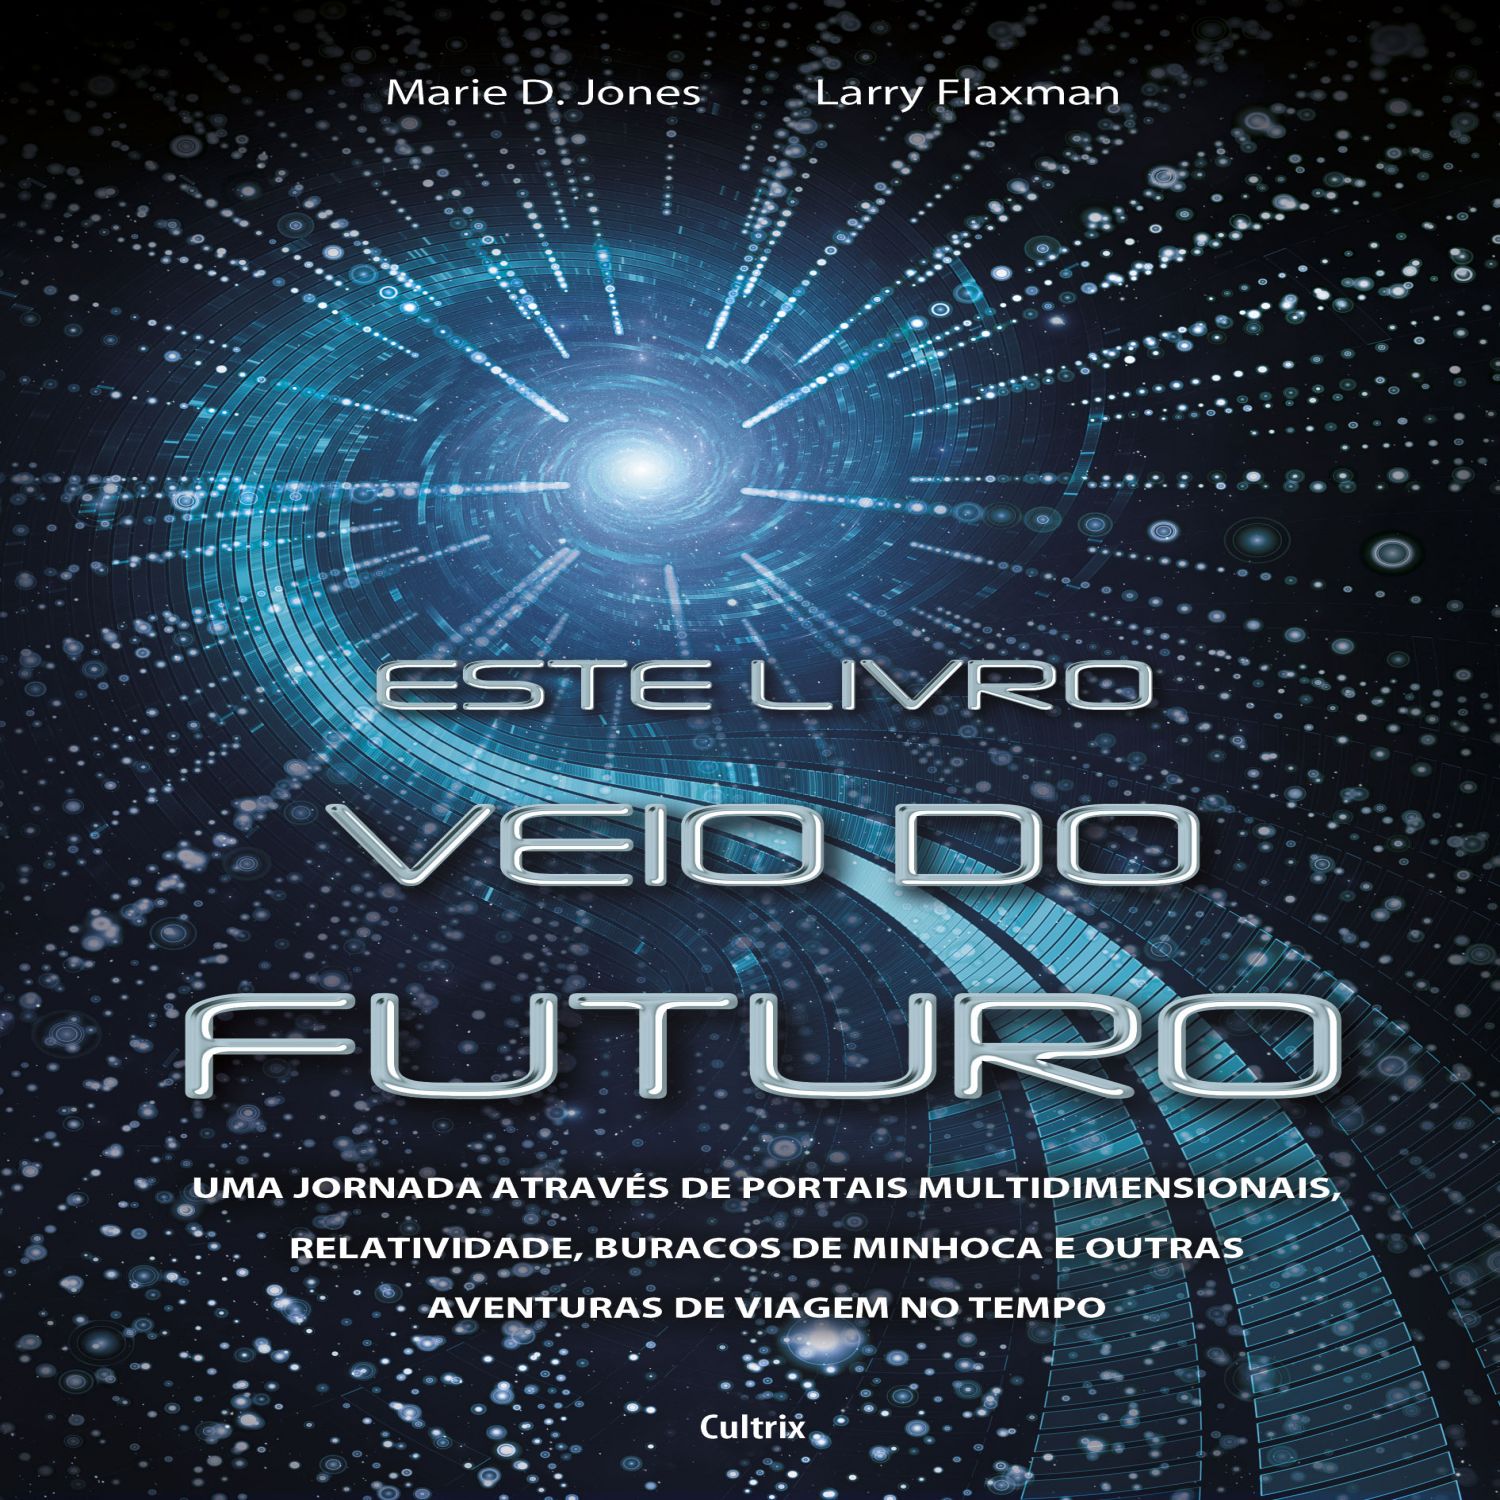 Marie D. Jones Larry Flaxman
ESTE LIVRO
VEIO DO
FUTURO
UMA JORNADA ATRAVÉS DE PORTAIS MULTIDIMENSIONAIS,
RELATIVIDADE, BURACOS DE MINHOCA E OUTRAS
AVENTURAS DE VIAGEM NO TEMPO
Cultrix